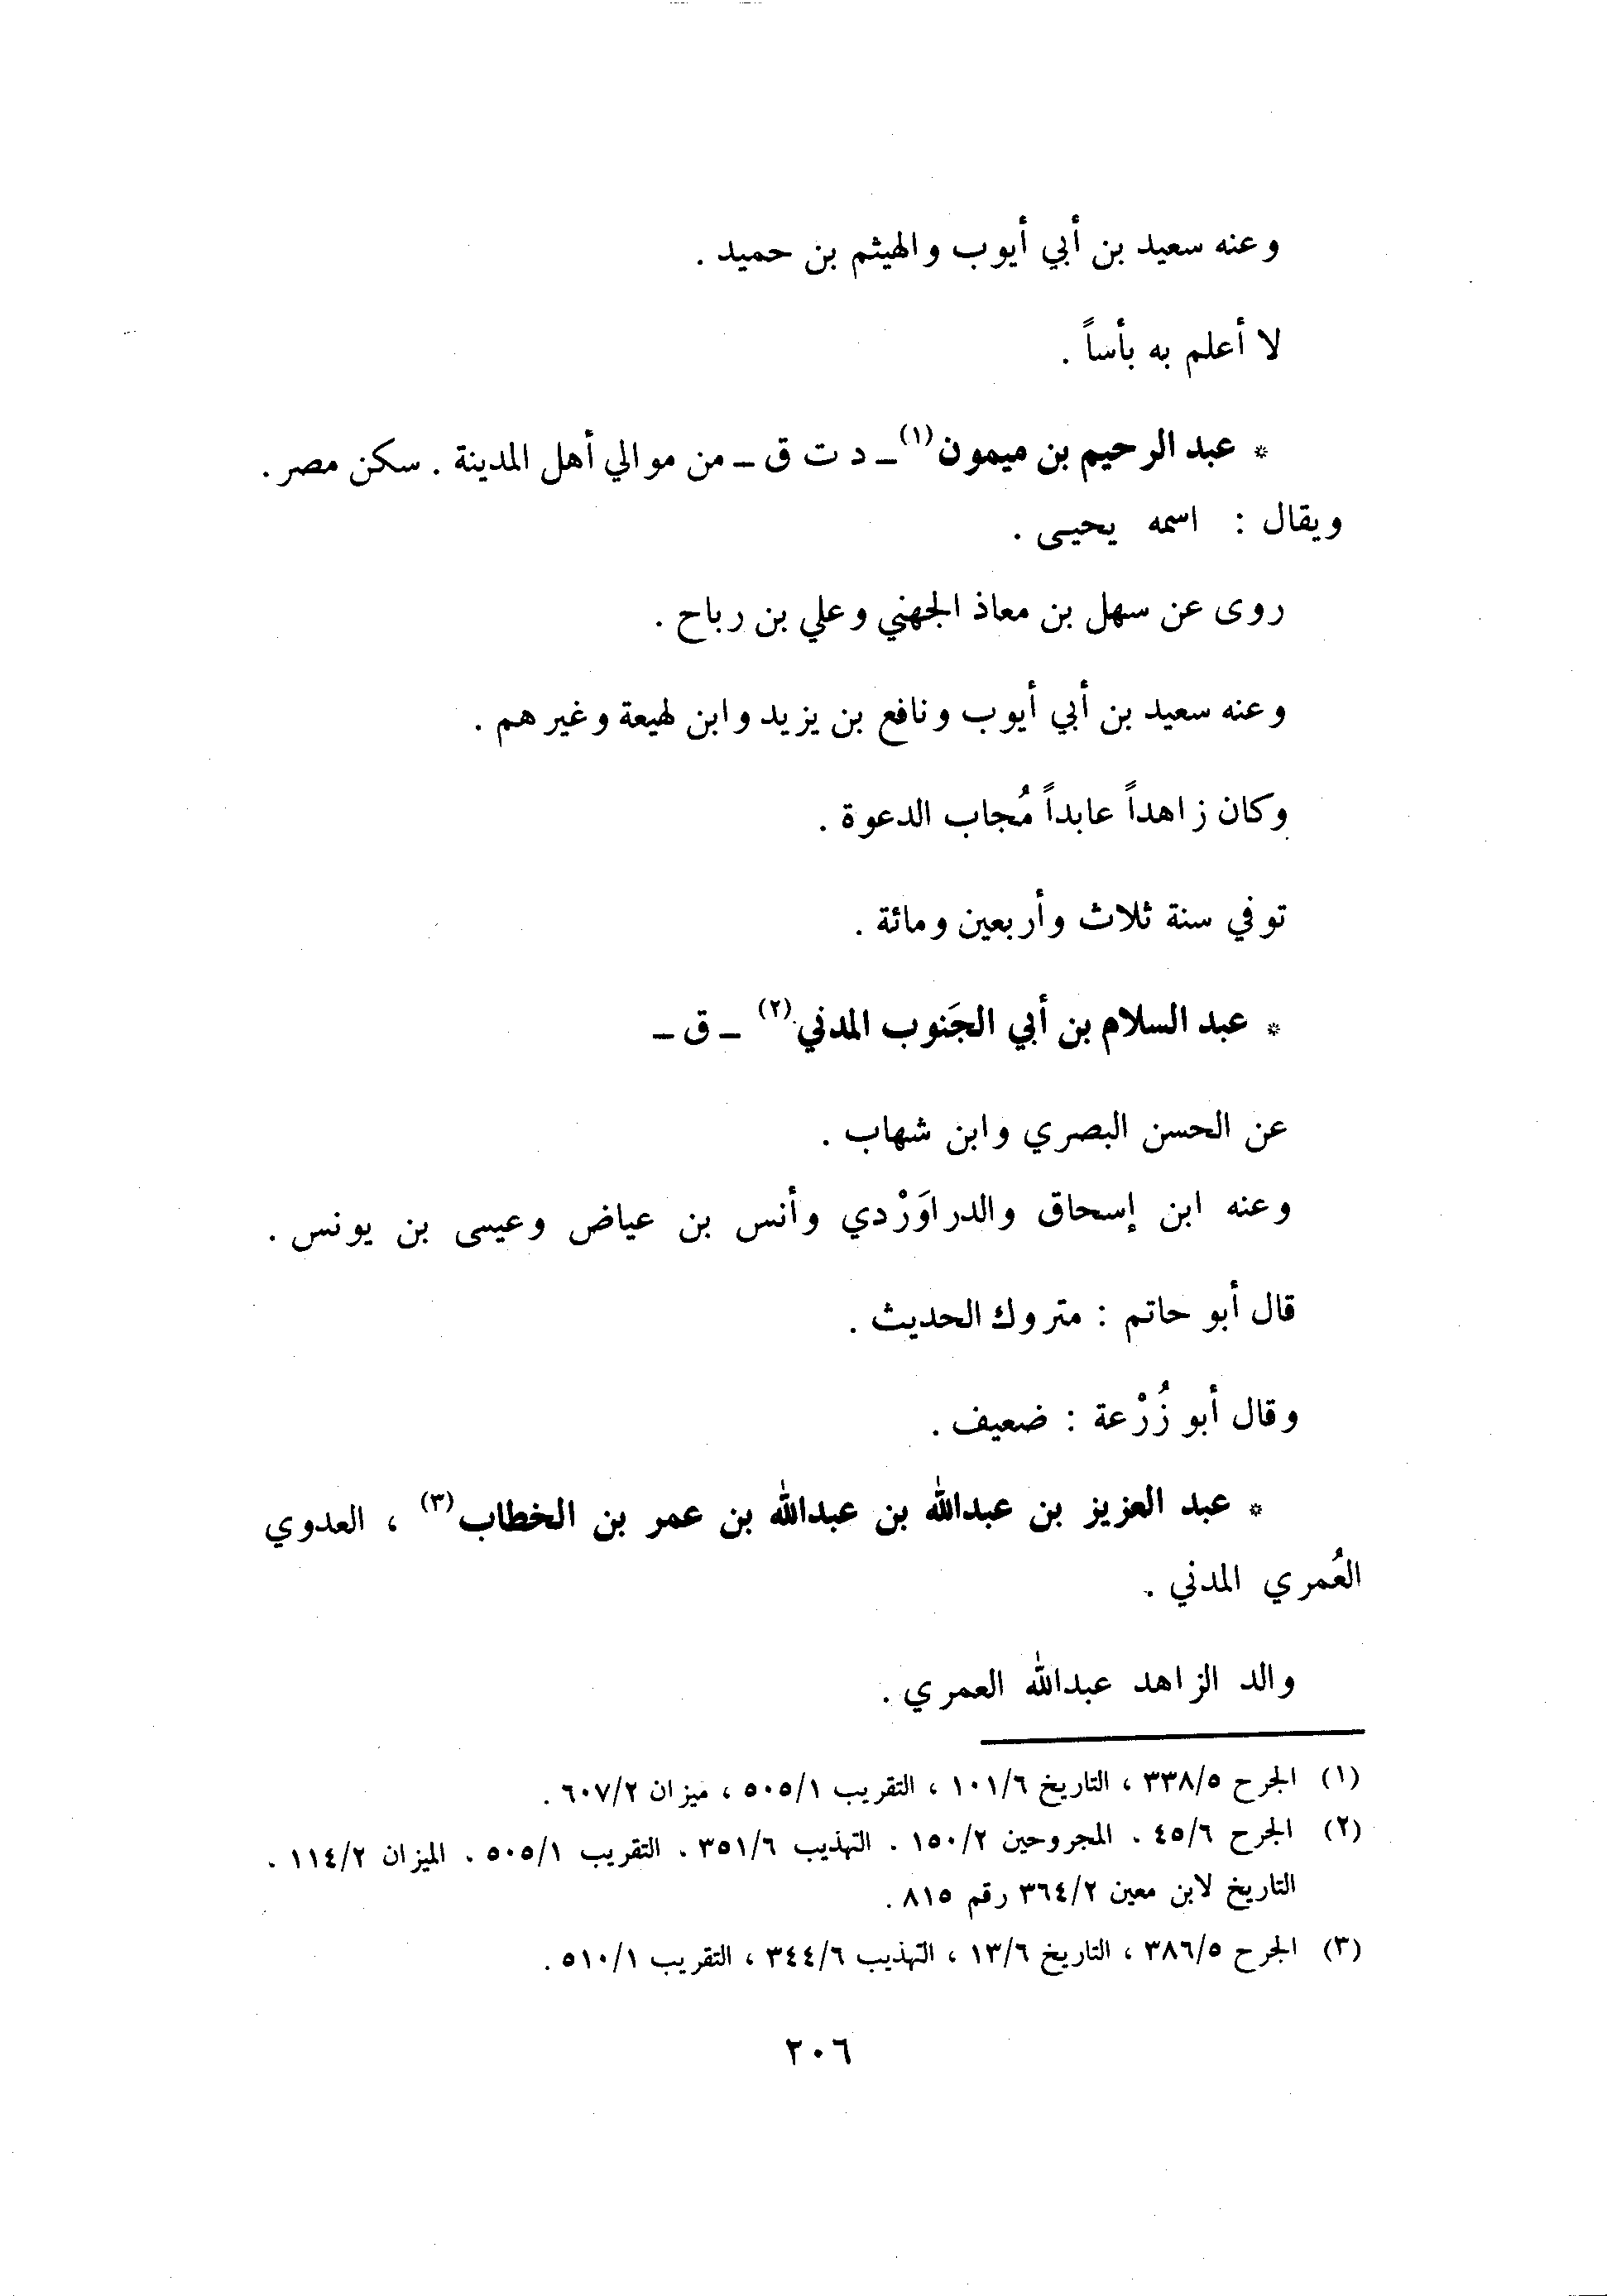 وعنه سعيد بن أبي أيوب والهيثم بن حميد .
لا أعلم به بأساً .
* عبد الرحيم بن ميمون(١) ـ د ت ق ـ من موالي أهل المدينة . سكن مصر .
ويقال : اسمه يحيـى .
روى عن سهل بن معاذ الجهني وعلي بن رباح .
وعنه سعيد بن أبي أيوب ونافع بن يزيد وابن لهيعة وغيرهم .
وكان زاهداً عابداً مُجاب الدعوة .
توفي سنة ثلاث وأربعين ومائة .
* عبد السلام بن أبي الجَنوب المدني(٢) ـ ق ـ
عن الحسن البصري وابن شهاب .
وعنه ابن إسحاق والدراوَرْدي وأنس بن عياض وعيسى بن يونس .
قال أبو حاتم : متروك الحديث .
وقال أبو زُرْعة : ضعيف .
* عبد العزيز بن عبدالله بن عبدالله بن عمر بن الخطاب(٣) ، العدوي
العُمري المدني .
والد الزاهد عبدالله العمري .
(١) الجرح ٣٣٨/٥ ، التاريخ ١٠١/٦ ، التقريب ٥٠٥/١ ، ميزان ٦٠٧/٢ .
(٢) الجرح ٤٥/٦ . المجروحين ١٥٠/٢ . التهذيب ٣٥١/٦ . التقريب ٥٠٥/١ . الميزان ١١٤/٢ .
التاريخ لابن معين ٣٦٤/٢ رقم ٨١٥ .
(٣) الجرح ٣٨٦/٥ ، التاريخ ١٣/٦ ، التهذيب ٣٤٤/٦ ، التقريب ٥١٠/١ .
٢٠٦